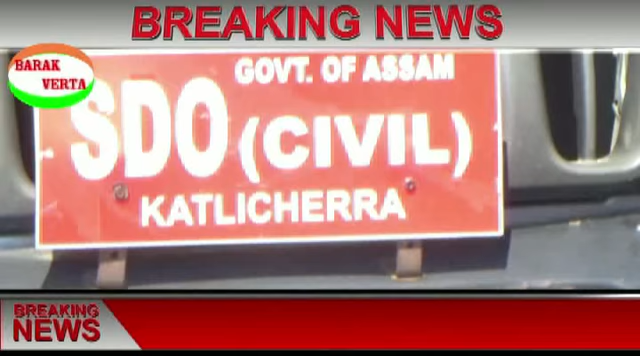 BREAKING NEWS
BARAK
VERTA
GOVT. OF ASSAM
SDO (CIVIL)
KATLICHERRA
BREAKING
NEWS